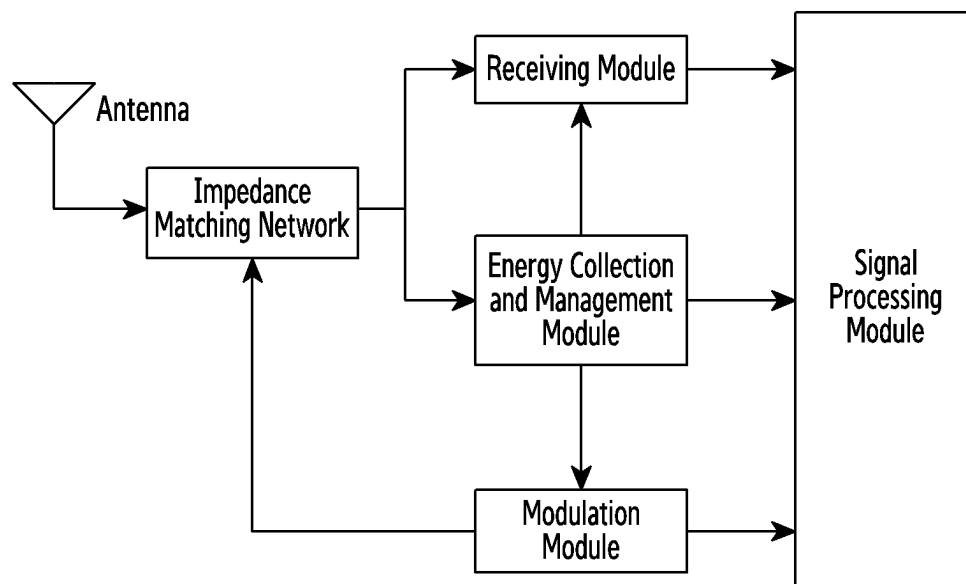 Antenna
Impedance
Matching Network
Receiving Module
Energy Collection
and Management
Module
Modulation
Module
Signal
Processing
Module